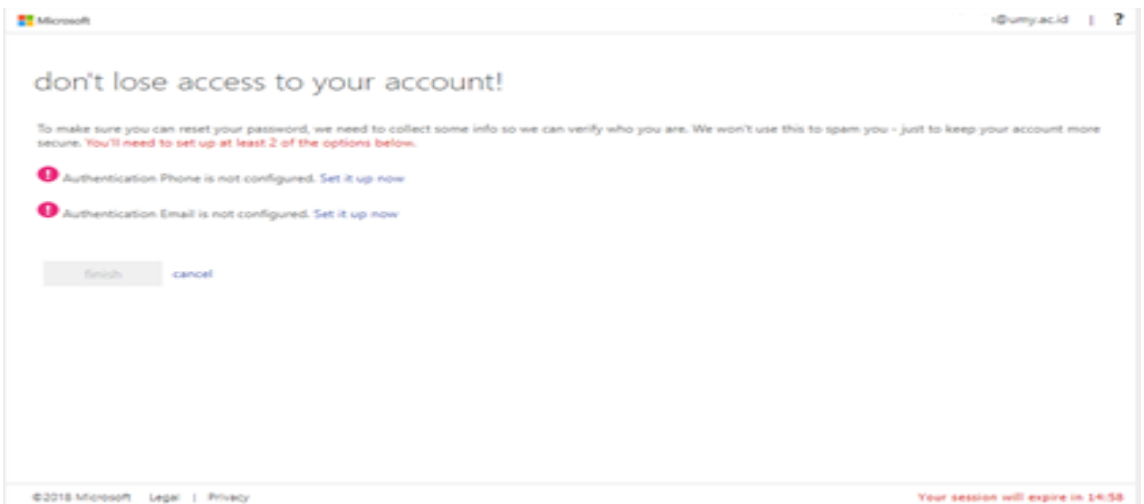 Microsoft
@umy.ac.id | ?
don't lose access to your account!
To make sure you can reset your password, we need to collect some info so we can verify who you are. We won't use this to spam you - just to keep your account more
secure. You'll need to set up at least 2 of the options below.
! Authentication Phone is not configured. Set it up now
! Authentication Email is not configured. Set it up now
finish cancel
©2018 Microsoft Legal | Privacy
Your session will expire in 14:58